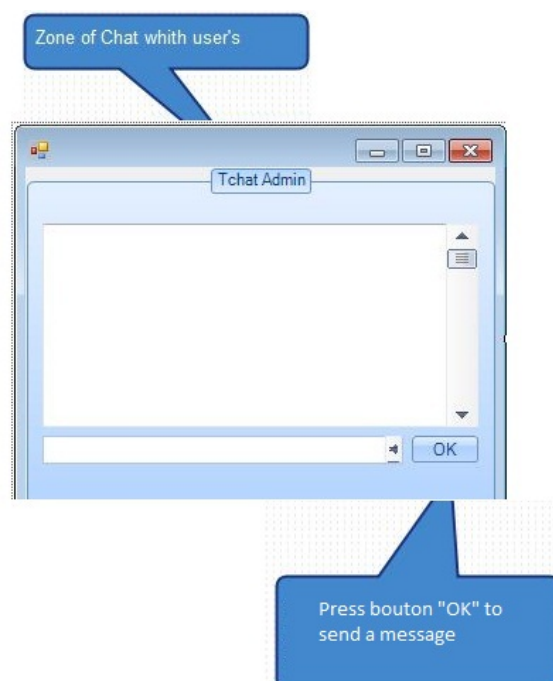 Zone of Chat whith user's
Tchat Admin
OK
Press bouton "OK" to
send a message